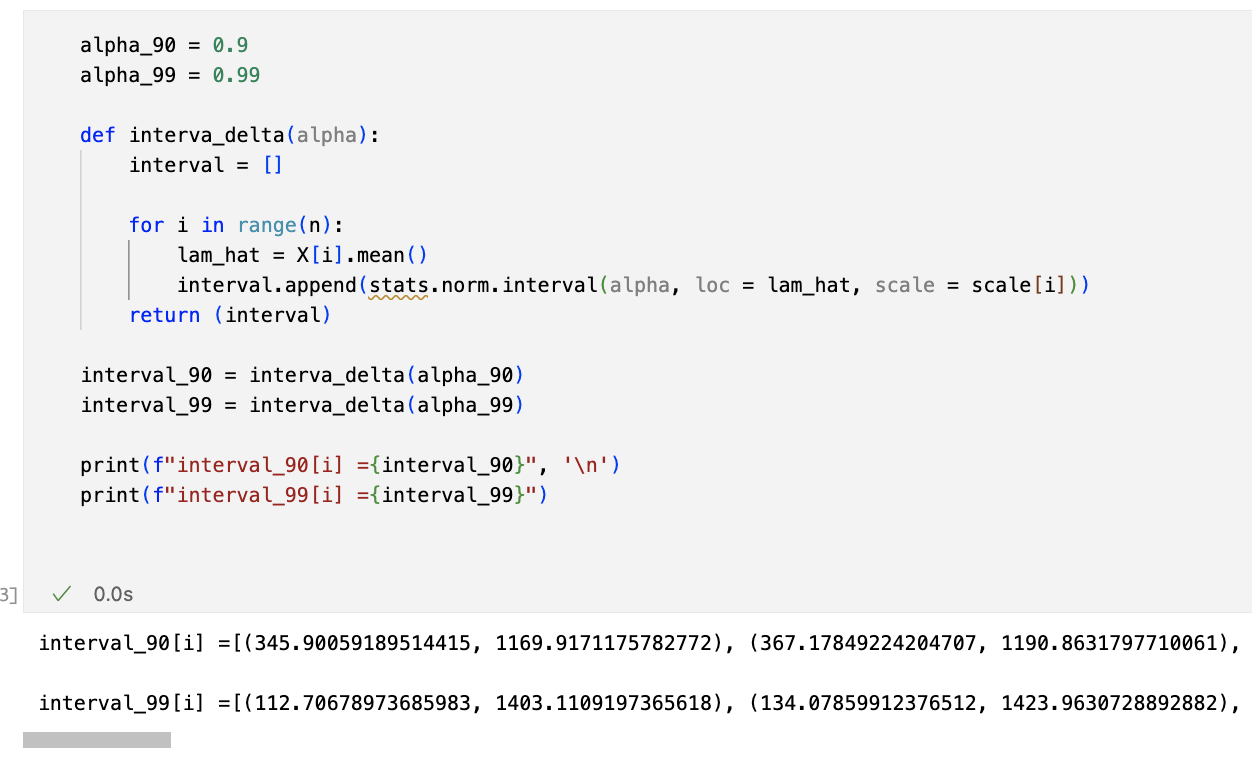 alpha_90 = 0.9
alpha_99 = 0.99
def interva_delta(alpha):
interval = []
for i in range(n):
lam_hat = X[i].mean()
interval.append(stats.norm.interval(alpha, loc = lam_hat, scale = scale[i]))
return (interval)
interval_90 = interva_delta(alpha_90)
interval_99 = interva_delta(alpha_99)
print(f"interval_90[i] ={interval_90}", '\n')
print(f"interval_99[i] ={interval_99}")
3] ✓ 0.0s
interval_90[i] =[(345.90059189514415, 1169.9171175782772), (367.17849224204707, 1190.8631797710061),
interval_99[i] =[(112.70678973685983, 1403.1109197365618), (134.07859912376512, 1423.9630728892882),